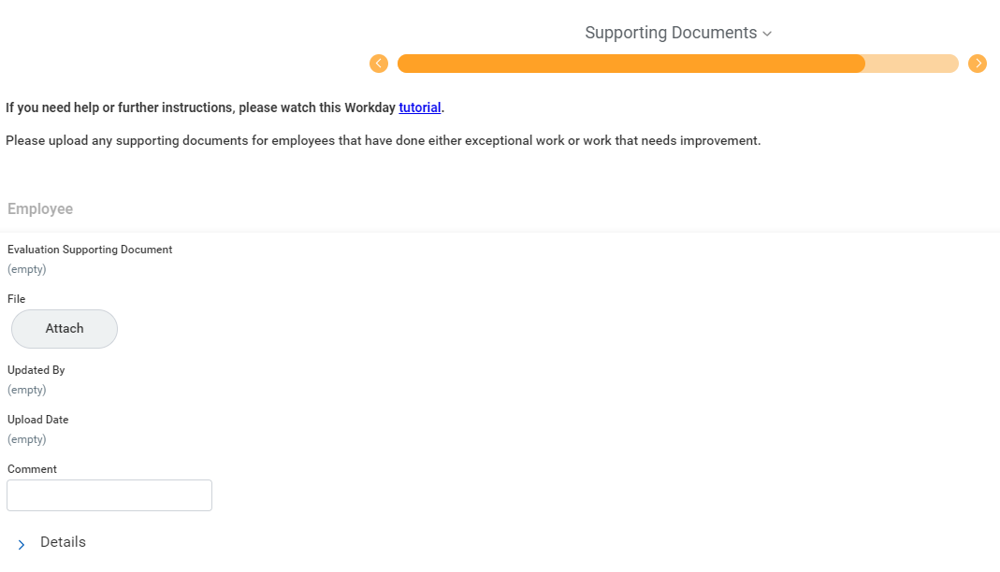 Supporting Documents
If you need help or further instructions, please watch this Workday tutorial.
Please upload any supporting documents for employees that have done either exceptional work or work that needs improvement.
Employee
Evaluation Supporting Document
(empty)
File
Attach
Updated By
(empty)
Upload Date
(empty)
Comment
Details